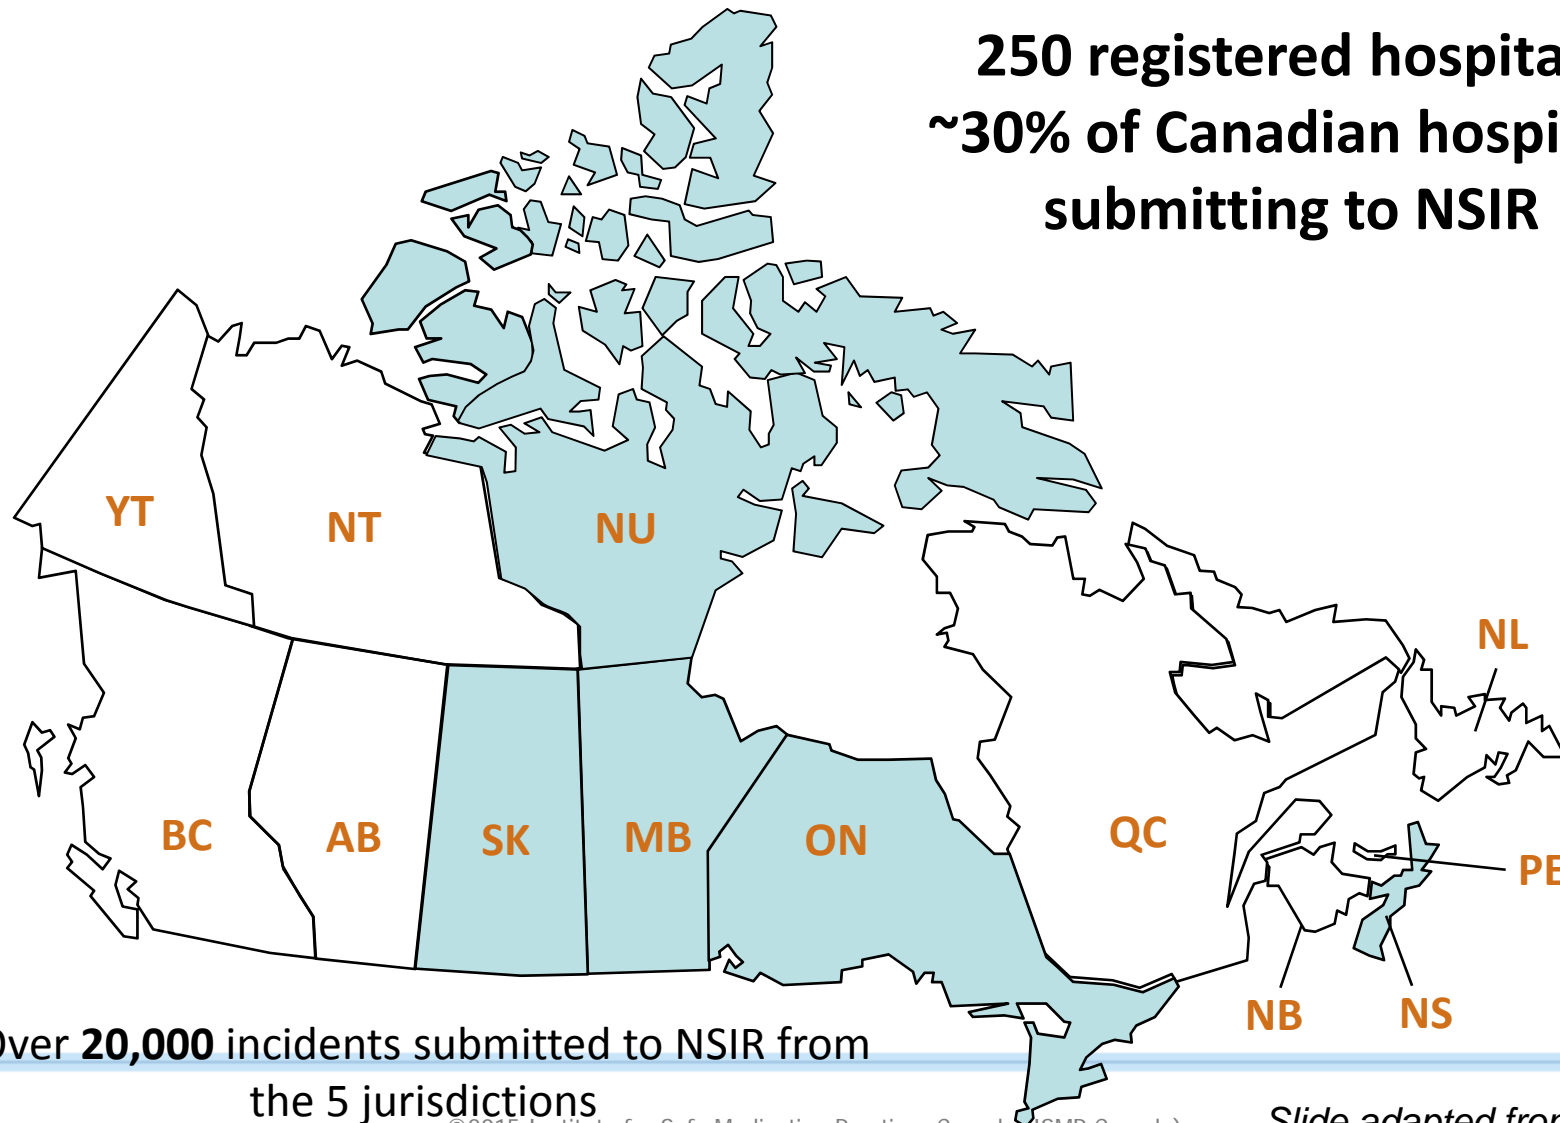 250 registered hospita
~30% of Canadian hospi
submitting to NSIR
YT
NT
NU
NL
BC
AB
SK
MB
ON
QC
PE
NB
NS
Over 20,000 incidents submitted to NSIR from
the 5 jurisdictions
Slide adapted from